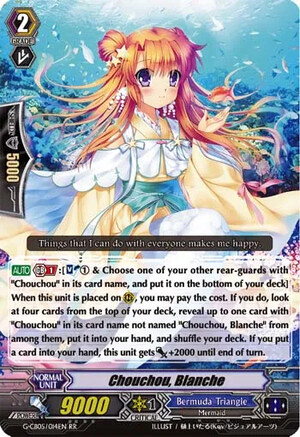 2
GRADE
5000
Things that I can do with everyone makes me happy.
AUTO GB 1 :[ 1 & Choose one of your other rear-guards with
"Chouchou" in its card name, and put it on the bottom of your deck]
When this unit is placed on R, you may pay the cost. If you do, look
at four cards from the top of your deck, reveal up to one card with
"Chouchou" in its card name not named "Chouchou, Blanche" from
among them, put it into your hand, and shuffle your deck. If you put
a card into your hand, this unit gets +2000 until end of turn.
NORMAL
UNIT
Chouchou, Blanche
POWER
9000
CRITICAL
1
Bermuda Triangle
Mermaid
G-CB05/014EN RR
ILLUSTRATION